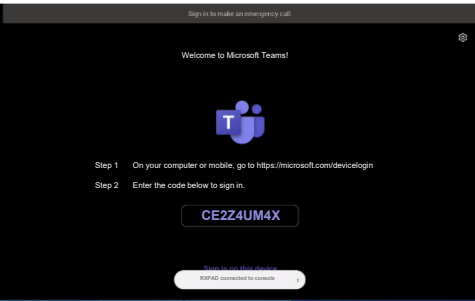 Sign in to make an emergency call
Welcome to Microsoft Teams!
T
Step 1 On your computer or mobile, go to https://microsoft.com/devicelogin
Step 2 Enter the code below to sign in.
CE2Z4UM4X
Sign in on this device
RXPAD connected to console